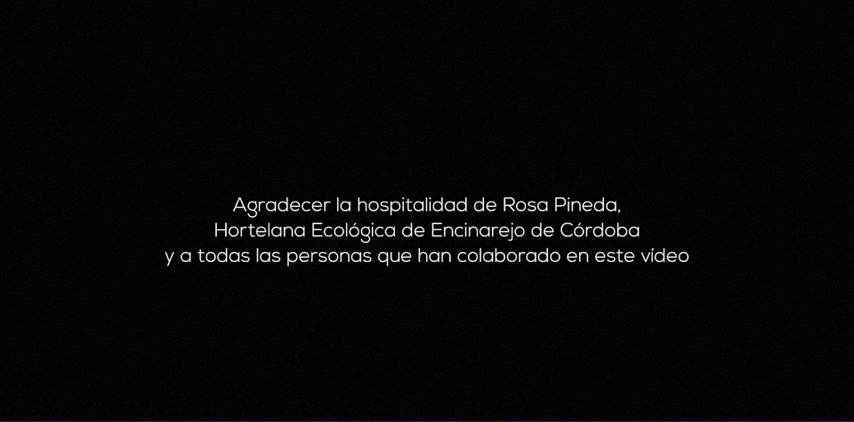 Agradecer la hospitalidad de Rosa Pineda,
Hortelana Ecológica de Encinarejo de Córdoba
y a todas las personas que han colaborado en este vídeo